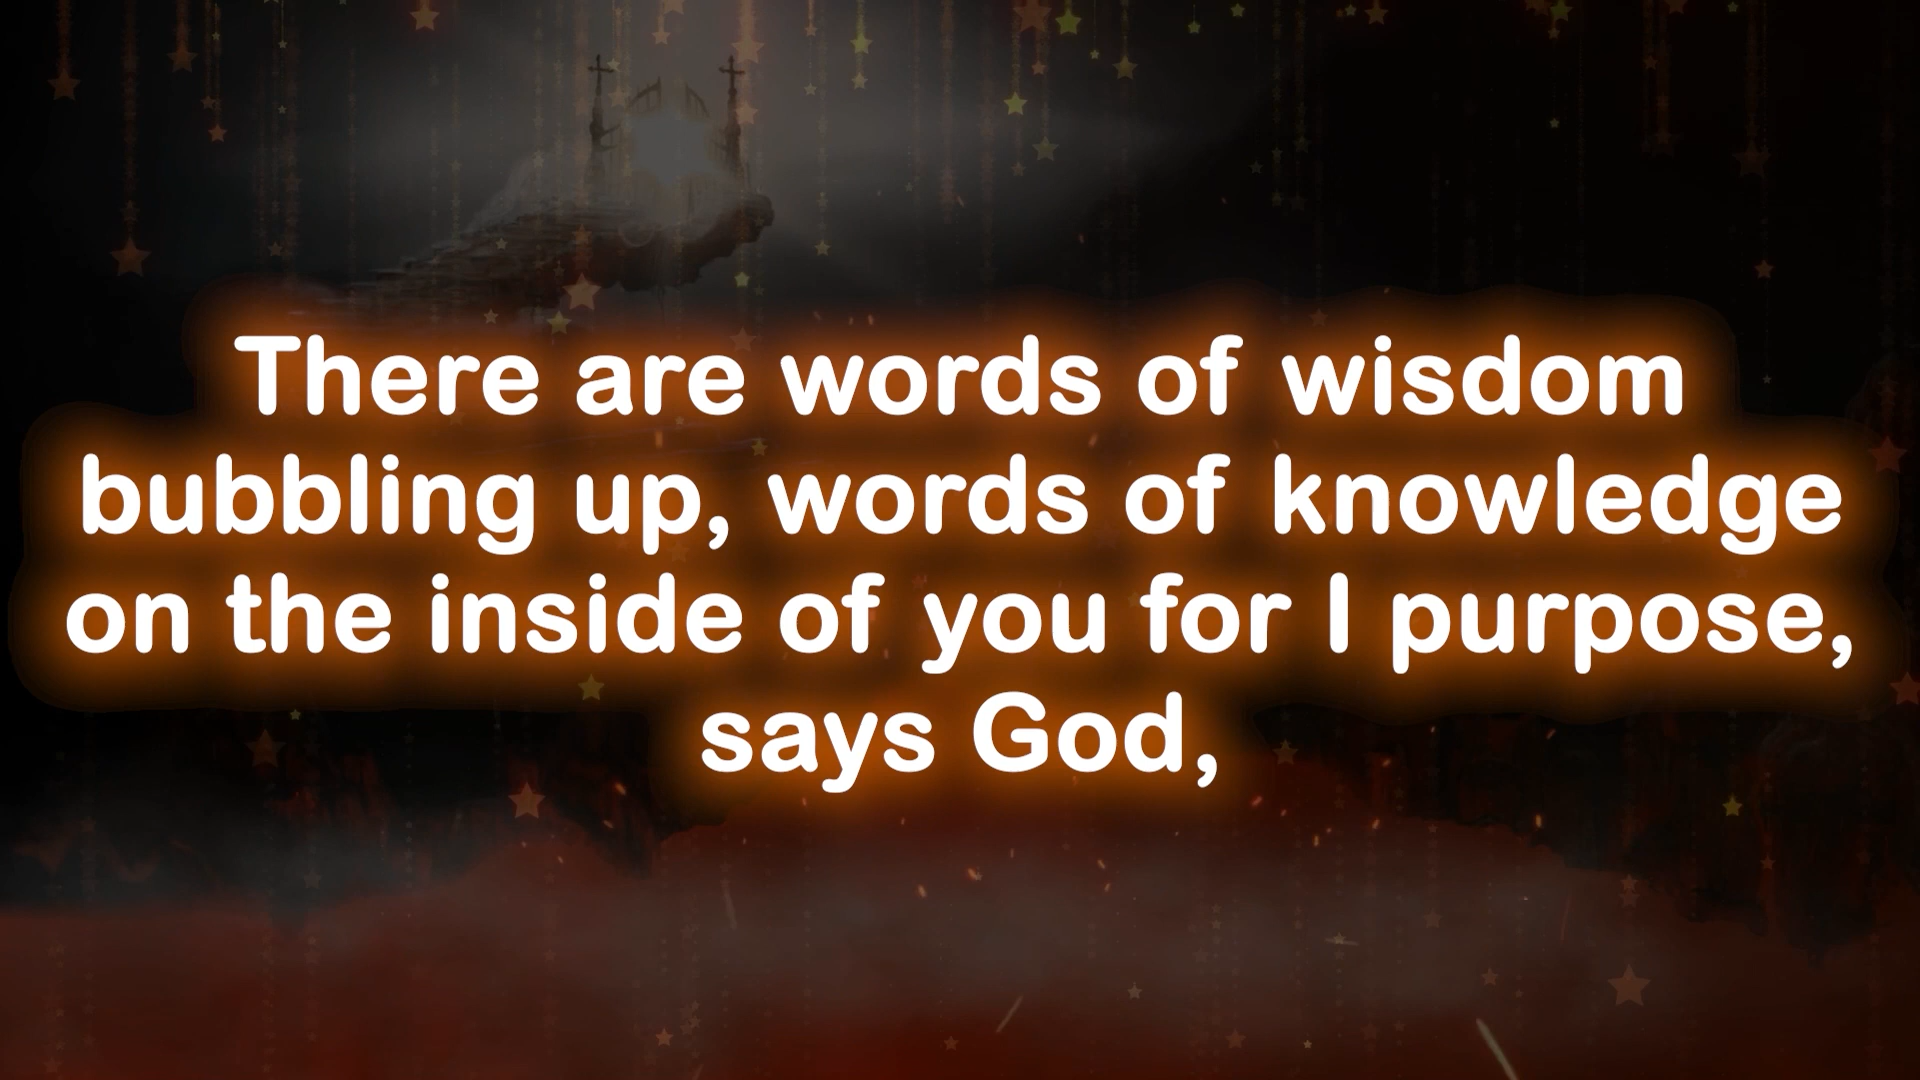 There are words of wisdom
bubbling up, words of knowledge
on the inside of you for I purpose,
says God,